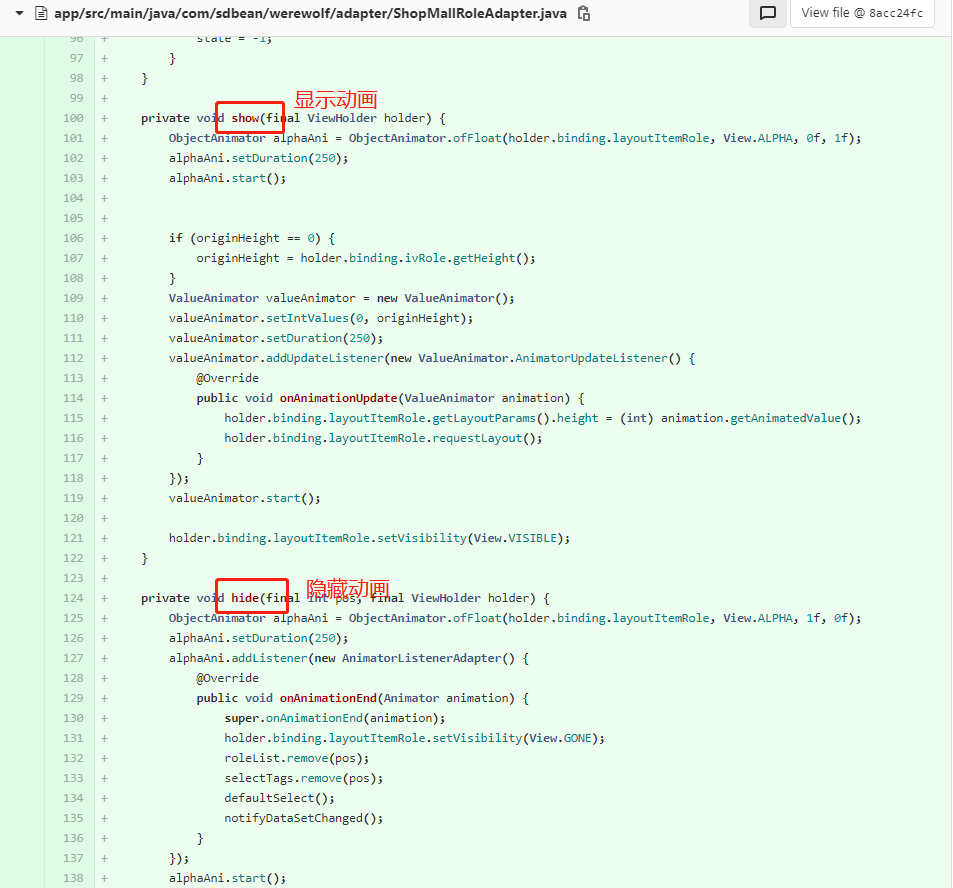 app/src/main/java/com/sdbean/werewolf/adapter/ShopMallRoleAdapter.java View file @ 8acc24fc
96 + state = -1;
97 + }
98 + }
99 +
显示动画
100 + private void show(final ViewHolder holder) {
101 + ObjectAnimator alphaAni = ObjectAnimator.ofFloat(holder.binding.layoutItemRole, View.ALPHA, 0f, 1f);
102 + alphaAni.setDuration(250);
103 + alphaAni.start();
104 +
105 +
106 + if (originHeight == 0) {
107 + originHeight = holder.binding.ivRole.getHeight();
108 + }
109 + ValueAnimator valueAnimator = new ValueAnimator();
110 + valueAnimator.setIntValues(0, originHeight);
111 + valueAnimator.setDuration(250);
112 + valueAnimator.addUpdateListener(new ValueAnimator.AnimatorUpdateListener() {
113 + @Override
114 + public void onAnimationUpdate(ValueAnimator animation) {
115 + holder.binding.layoutItemRole.getLayoutParams().height = (int) animation.getAnimatedValue();
116 + holder.binding.layoutItemRole.requestLayout();
117 + }
118 + });
119 + valueAnimator.start();
120 +
121 + holder.binding.layoutItemRole.setVisibility(View.VISIBLE);
122 + }
123 +
隐藏动画
124 + private void hide(final int pos, final ViewHolder holder) {
125 + ObjectAnimator alphaAni = ObjectAnimator.ofFloat(holder.binding.layoutItemRole, View.ALPHA, 1f, 0f);
126 + alphaAni.setDuration(250);
127 + alphaAni.addListener(new AnimatorListenerAdapter() {
128 + @Override
129 + public void onAnimationEnd(Animator animation) {
130 + super.onAnimationEnd(animation);
131 + holder.binding.layoutItemRole.setVisibility(View.GONE);
132 + roleList.remove(pos);
133 + selectTags.remove(pos);
134 + defaultSelect();
135 + notifyDataSetChanged();
136 + }
137 + });
138 + alphaAni.start();